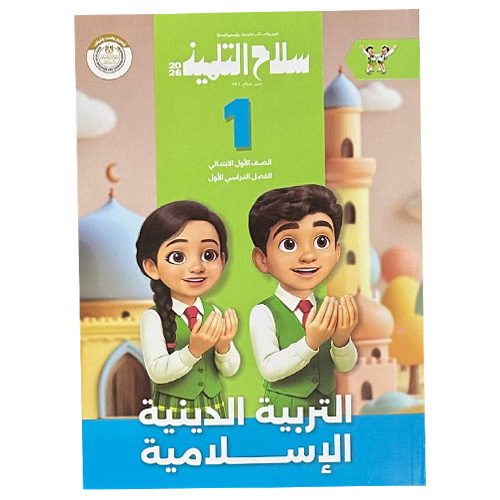 سلاح التلميذ
2026
1
الصف الأول الابتدائي
الفصل الدراسي الأول
التربية الدينية
الإسلامية